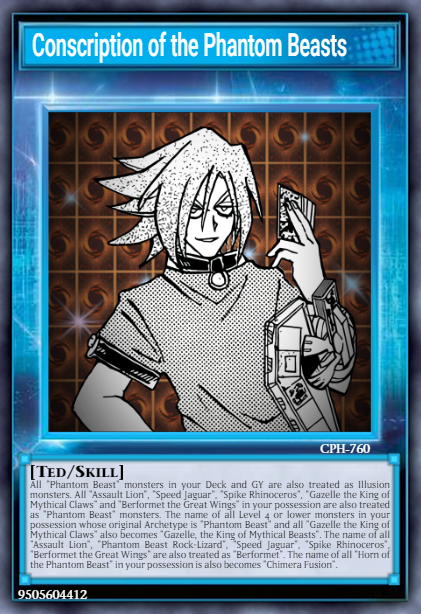 Conscription of the Phantom Beasts
CPH-760
[TED/SKILL]
All "Phantom Beast" monsters in your Deck and GY are also treated as Illusion
monsters. All "Assault Lion", "Speed Jaguar", "Spike Rhinoceros", "Gazelle the King of
Mythical Claws" and "Berfomet the Great Wings" in your possession are also treated
as "Phantom Beast" monsters. The name of all Level 4 or lower monsters in your
possession whose original Archetype is "Phantom Beast" and all "Gazelle the King of
Mythical Claws" also becomes "Gazelle, the King of Mythical Beasts". The name of all
"Assault Lion", "Phantom Beast Rock-Lizard", "Speed Jaguar", "Spike Rhinoceros",
"Berfomet the Great Wings" are also treated as "Berfomet". The name of all "Horn of
the Phantom Beast" in your possession is also becomes "Chimera Fusion".
9505604412